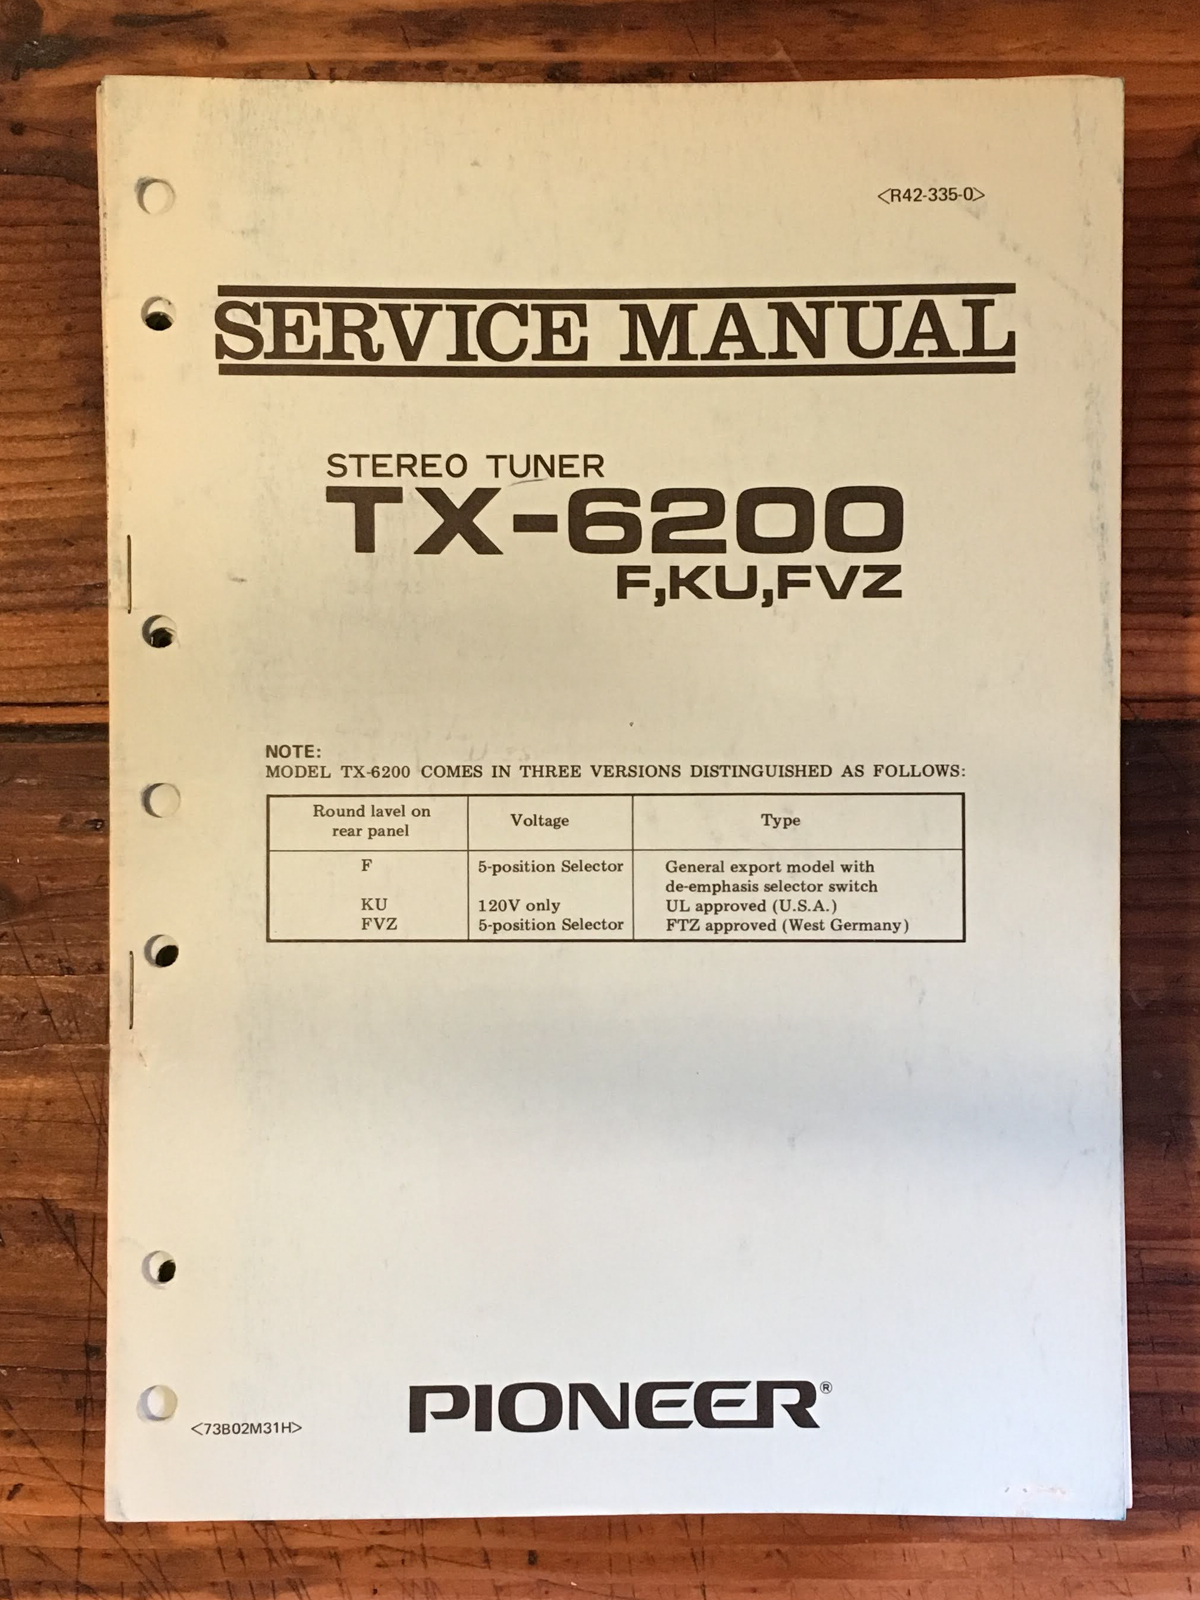 <R42-335-0>
SERVICE MANUAL
STEREO TUNER
TX-6200
F,KU,FVZ
NOTE:
MODEL TX-6200 COMES IN THREE VERSIONS DISTINGUISHED AS FOLLOWS:
Round lavel on rear panel Voltage Type
F 5-position Selector General export model with
de-emphasis selector switch
KU 120V only UL approved (U.S.A.)
FVZ 5-position Selector FTZ approved (West Germany)
PIONEER®
<73B02M31H>